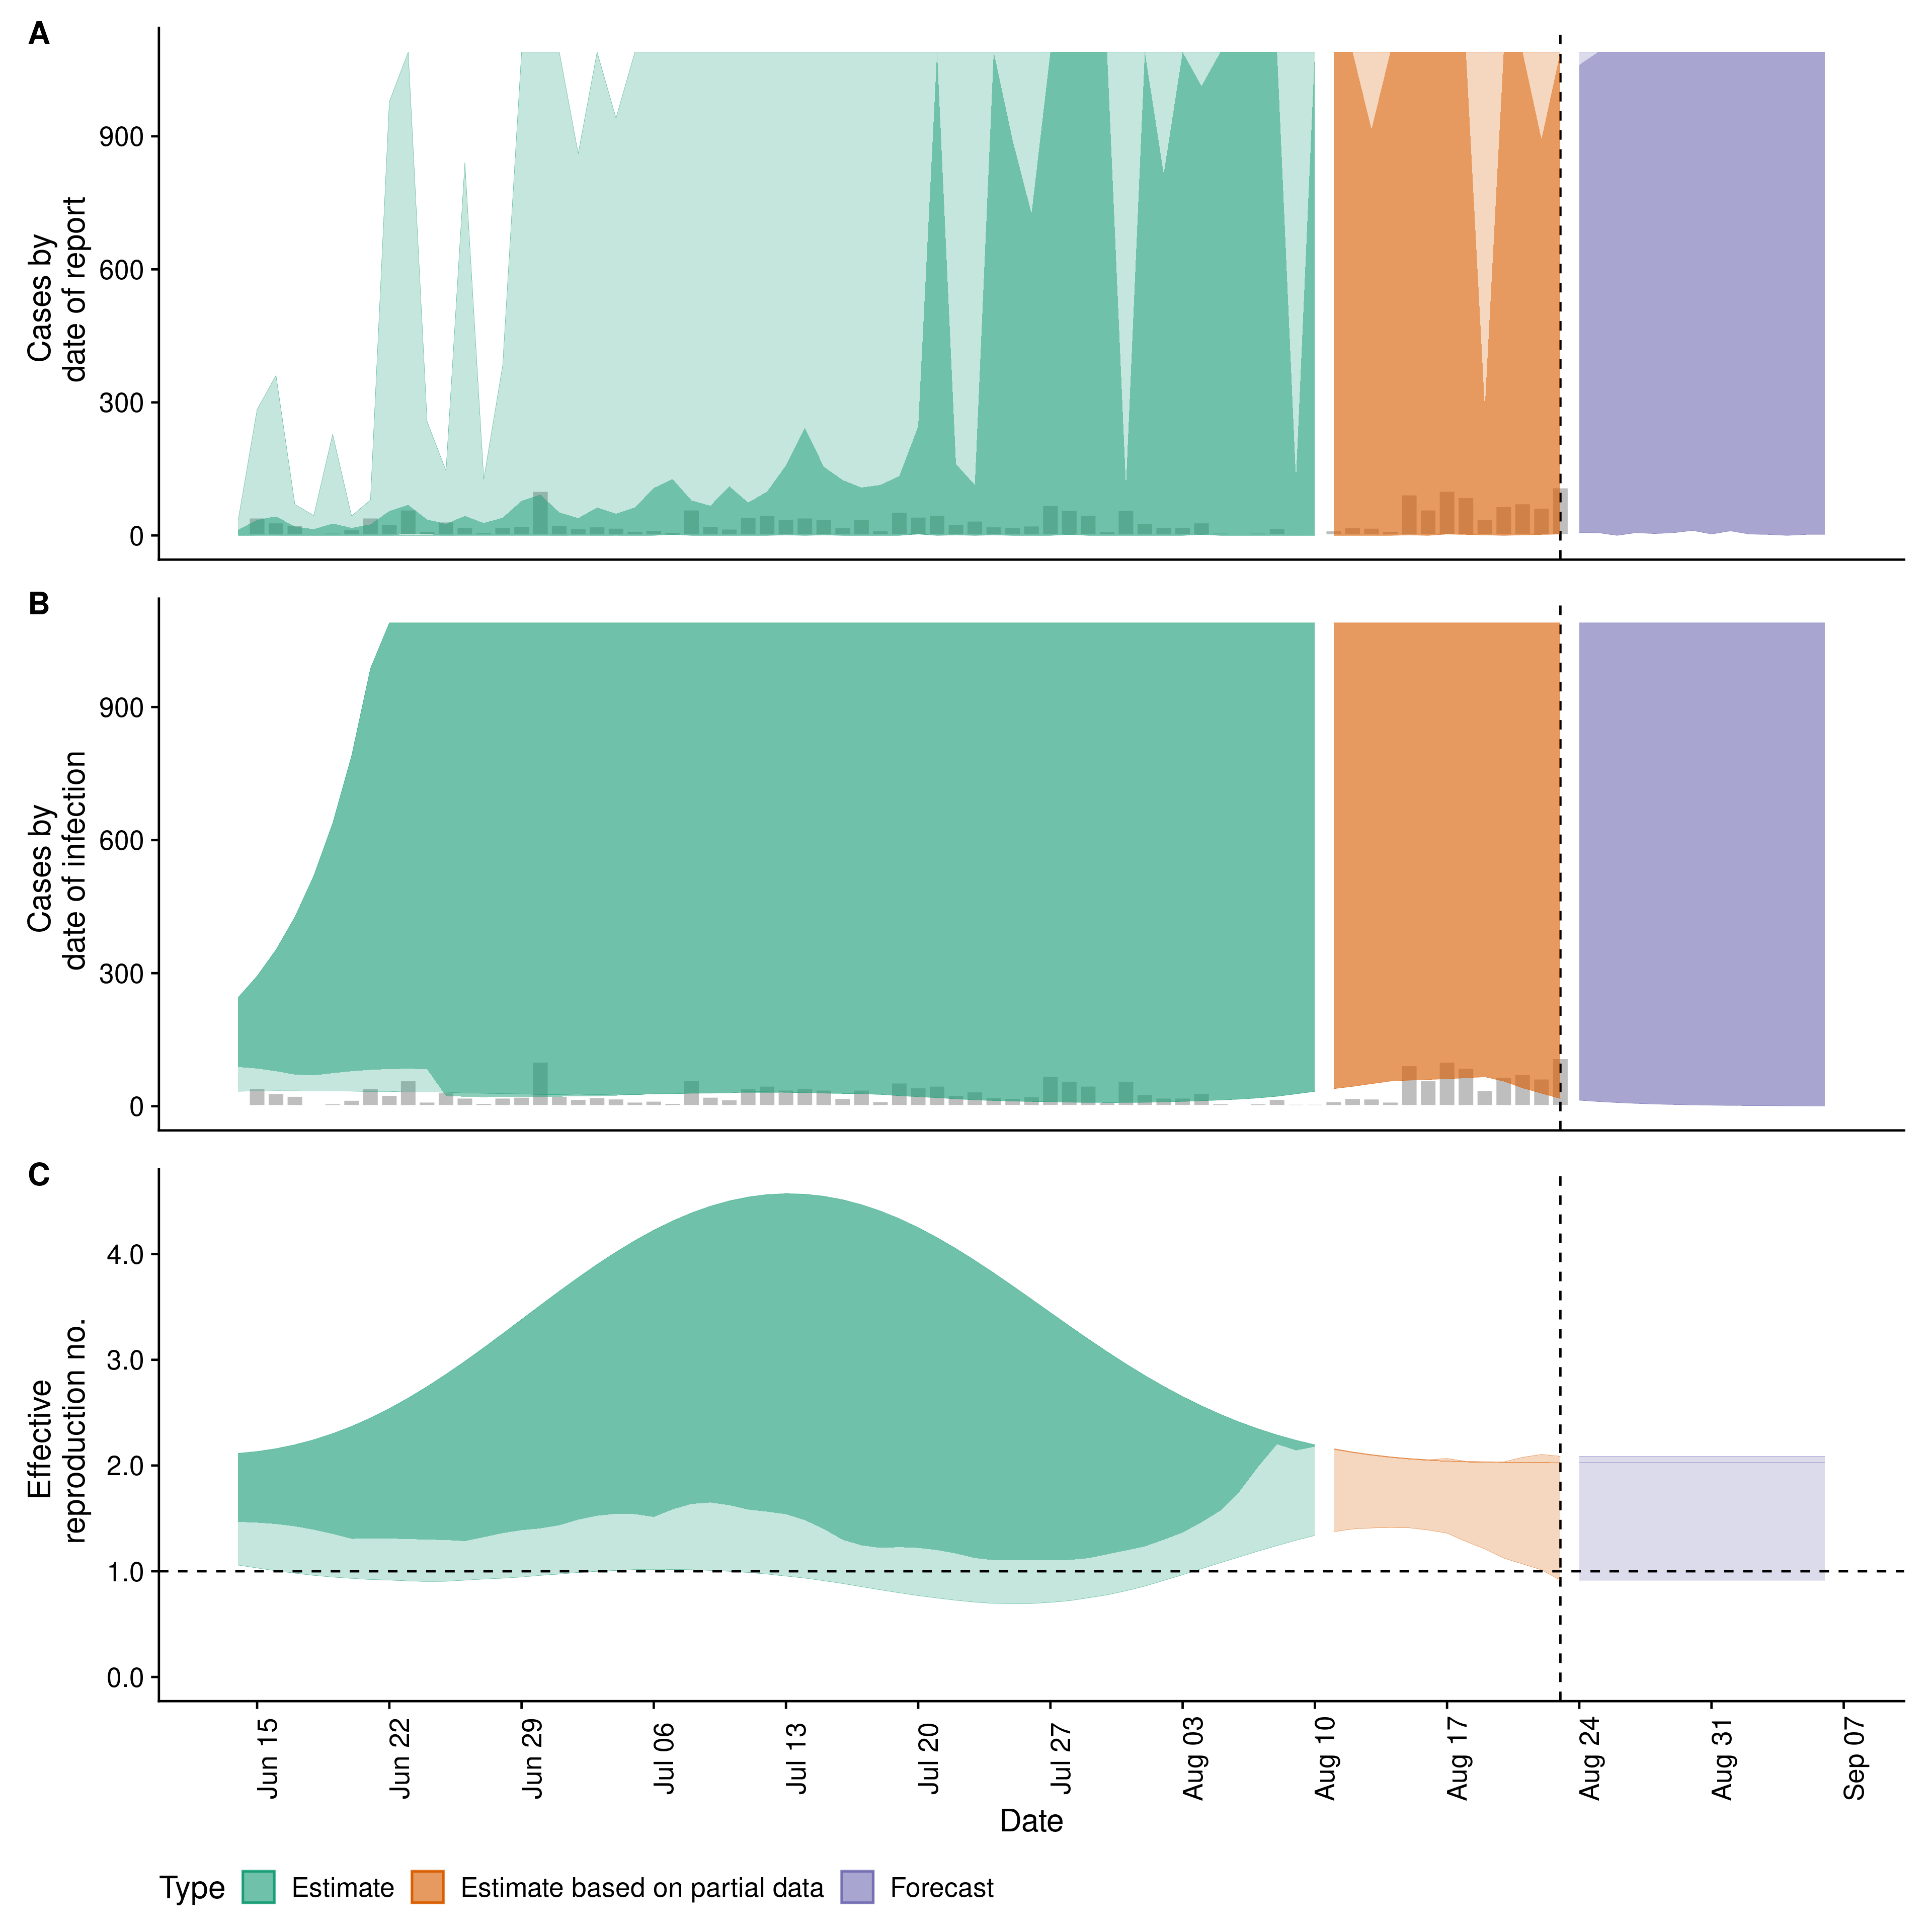 A
Cases by
date of report
900
600
300
0
B
Cases by
date of infection
900
600
300
0
C
Effective
reproduction no.
4.0
3.0
2.0
1.0
0.0
Jun 15
Jun 22
Jun 29
Jul 06
Jul 13
Jul 20
Jul 27
Aug 03
Aug 10
Aug 17
Aug 24
Aug 31
Sep 07
Date
Type Estimate Estimate based on partial data Forecast